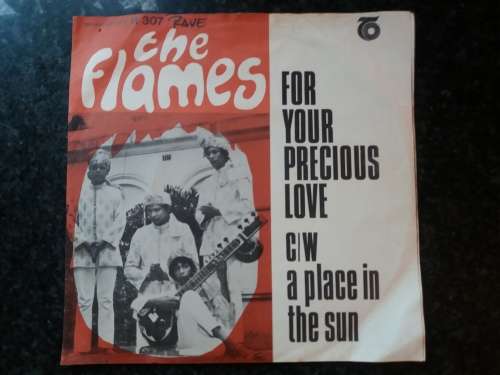 307 RAVE
the
flames
FOR
YOUR
PRECIOUS
LOVE
C/W
a place in
the sun